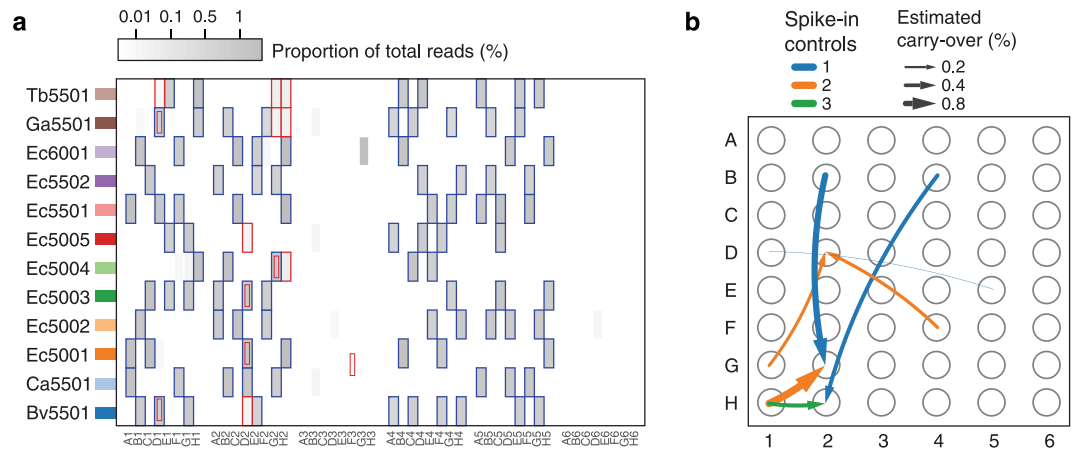 a
0.01 0.1 0.5 1
Proportion of total reads (%)
Tb5501
Ga5501
Ec6001
Ec5502
Ec5501
Ec5005
Ec5004
Ec5003
Ec5002
Ec5001
Ca5501
Bv5501
A1 B1 C1 D1 E1 F1 G1 H1 A2 B2 C2 D2 E2 F2 G2 H2 A3 B3 C3 D3 E3 F3 G3 H3 A4 B4 C4 D4 E4 F4 G4 H4 A5 B5 C5 D5 E5 F5 G5 H5 A6 B6 C6 D6 E6 F6 G6 H6
b
Spike-in
controls
1
2
3
Estimated
carry-over (%)
0.2
0.4
0.8
A
B
C
D
E
F
G
H
1 2 3 4 5 6